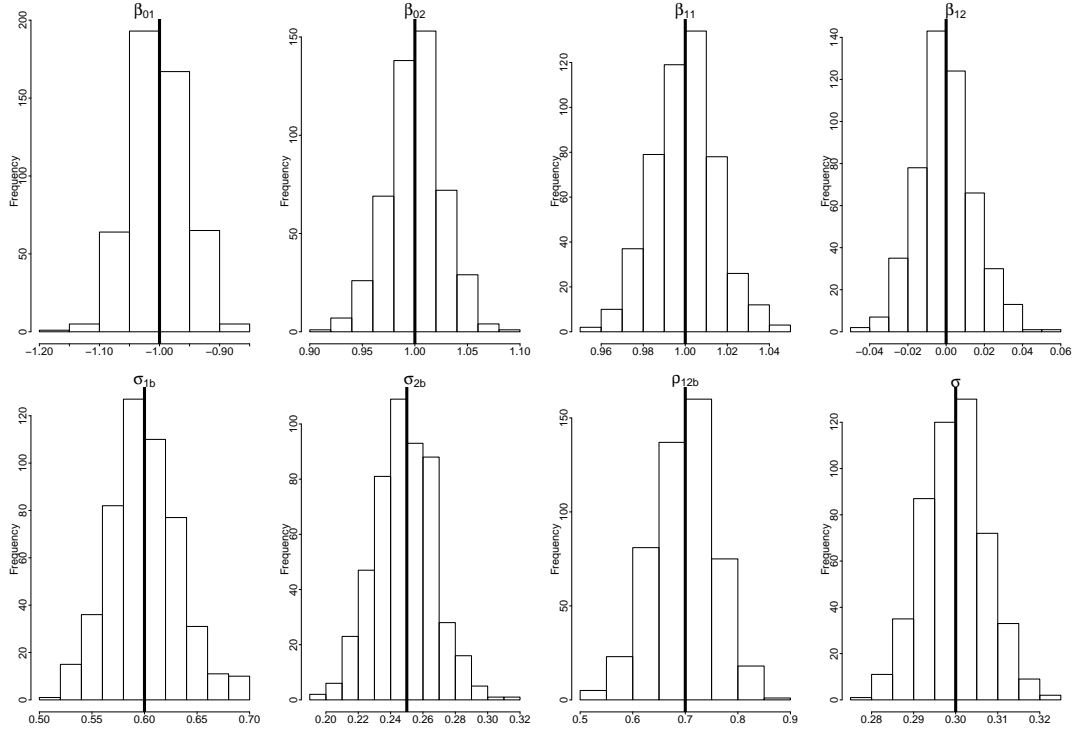 β01
Frequency
0 50 100 150 200
−1.20 −1.10 −1.00 −0.90
β02
Frequency
0 50 100 150
0.90 0.95 1.00 1.05 1.10
β11
Frequency
0 20 40 60 80 100 120
0.96 0.98 1.00 1.02 1.04
β12
Frequency
0 20 40 60 80 100 120 140
−0.04 −0.02 0.00 0.02 0.04 0.06
σ1b
Frequency
0 20 40 60 80 100 120
0.50 0.55 0.60 0.65 0.70
σ2b
Frequency
0 20 40 60 80 100
0.20 0.22 0.24 0.26 0.28 0.30 0.32
ρ12b
Frequency
0 50 100 150
0.5 0.6 0.7 0.8 0.9
σ
Frequency
0 20 40 60 80 100 120
0.28 0.29 0.30 0.31 0.32